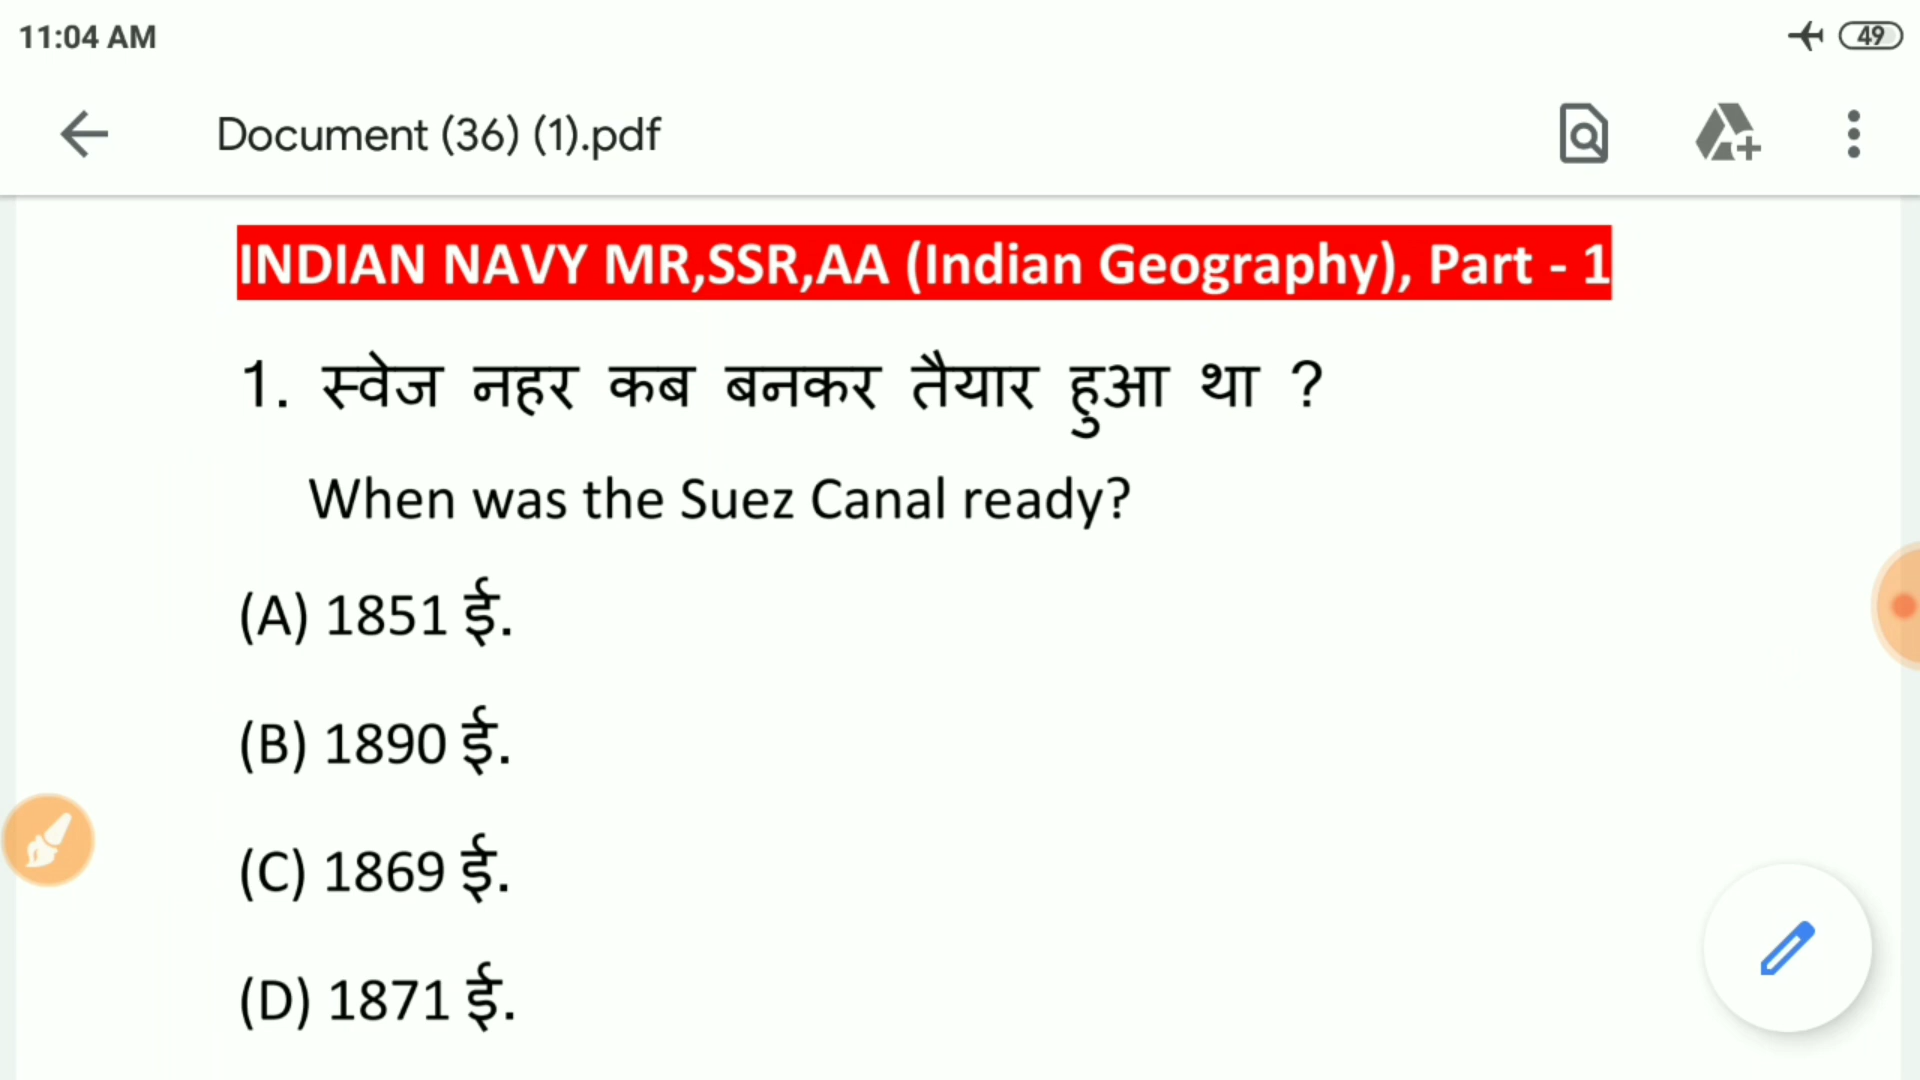 11:04 AM
49
Document (36) (1).pdf
INDIAN NAVY MR,SSR,AA (Indian Geography), Part - 1
1. स्वेज नहर कब बनकर तैयार हुआ था ?
When was the Suez Canal ready?
(A) 1851 ई.
(B) 1890 ई.
(C) 1869 ई.
(D) 1871 ई.